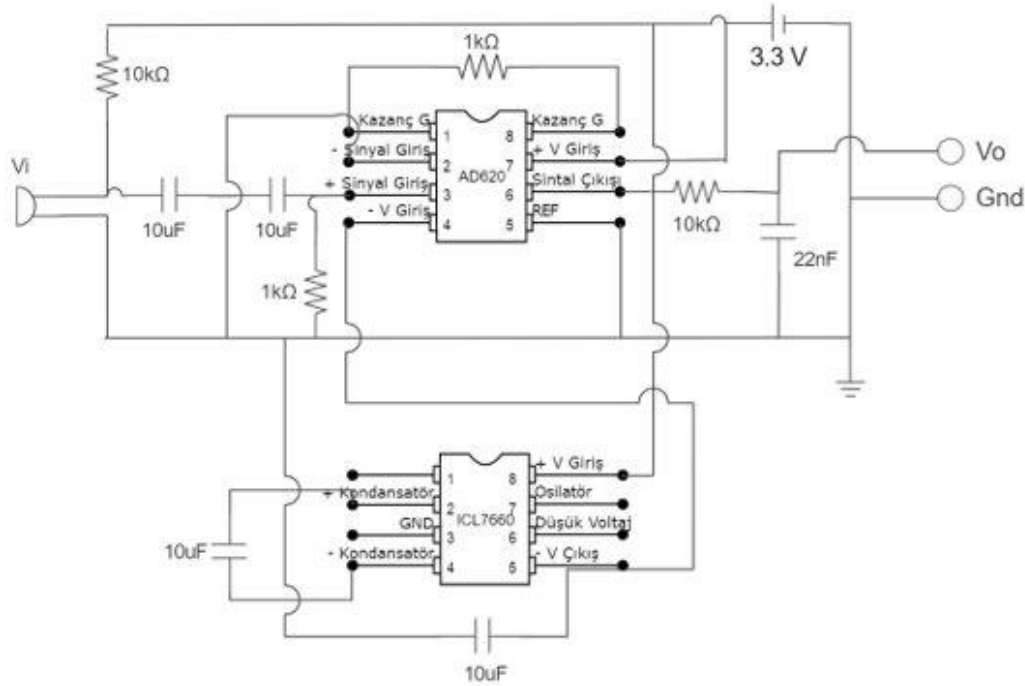 3.3 V
1kΩ
10kΩ
Kazanç G
1
8
Kazanç G
- Sinyal Giriş
2
AD620
7
+ V Giriş
Vo
Vi
+ Sinyal Giriş
3
6
Sintal Çıkışı
Gnd
- V Giriş
4
5
REF
10kΩ
10uF
10uF
22nF
1kΩ
1
8
+ V Giriş
+ Kondansatör
2
ICL7660
7
Osilatör
GND
3
6
Düşük Voltaj
10uF
- Kondansatör
4
5
- V Çıkış
10uF